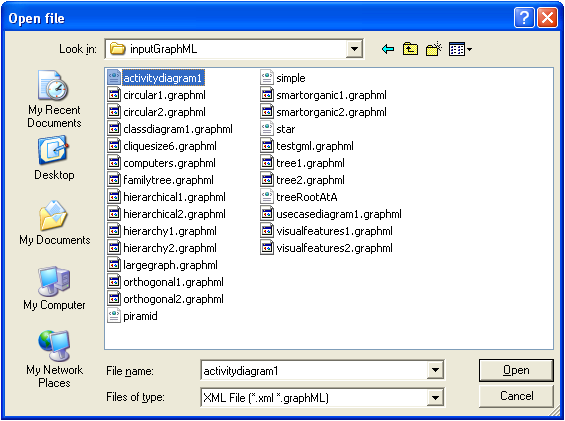 Open file
Look in: inputGraphML
My Recent
Documents
Desktop
My Documents
My Computer
My Network
Places
activitydiagram1
circular1.graphml
circular2.graphml
classdiagram1.graphml
cliquesize6.graphml
computers.graphml
familytree.graphml
hierarchical1.graphml
hierarchical2.graphml
hierarchy1.graphml
hierarchy2.graphml
largegraph.graphml
orthogonal1.graphml
orthogonal2.graphml
piramid
simple
smartorganic1.graphml
smartorganic2.graphml
star
testgml.graphml
tree1.graphml
tree2.graphml
treeRootAtA
usecasediagram1.graphml
visualfeatures1.graphml
visualfeatures2.graphml
File name: activitydiagram1 Open
Files of type: XML File (*.xml *.graphML) Cancel